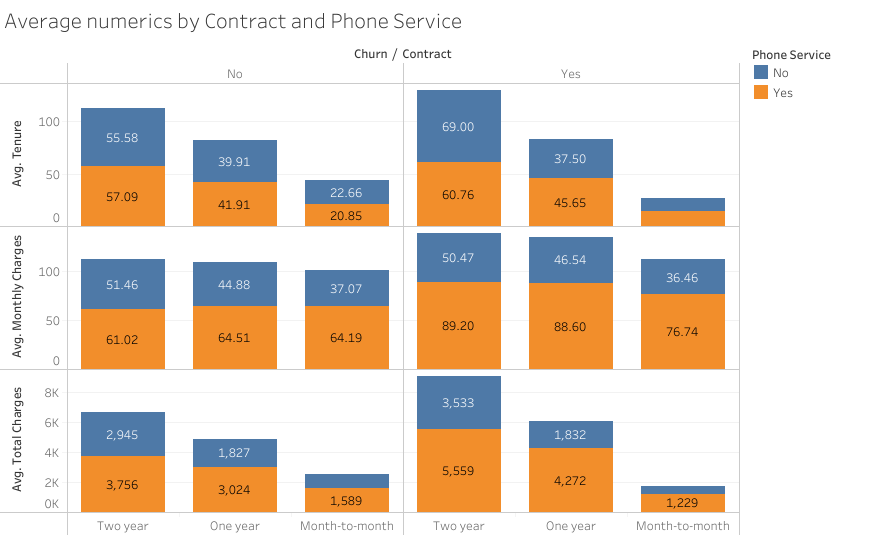 Average numerics by Contract and Phone Service
Churn / Contract
No Yes
Phone Service
No
Yes
Avg. Tenure
100
50
0
55.58 39.91 22.66 69.00 37.50
57.09 41.91 20.85 60.76 45.65
Avg. Monthly Charges
100
50
0
51.46 44.88 37.07 50.47 46.54 36.46
61.02 64.51 64.19 89.20 88.60 76.74
Avg. Total Charges
8K
6K
4K
2K
0K
2,945 1,827 3,533 1,832
3,756 3,024 1,589 5,559 4,272 1,229
Two year One year Month-to-month Two year One year Month-to-month